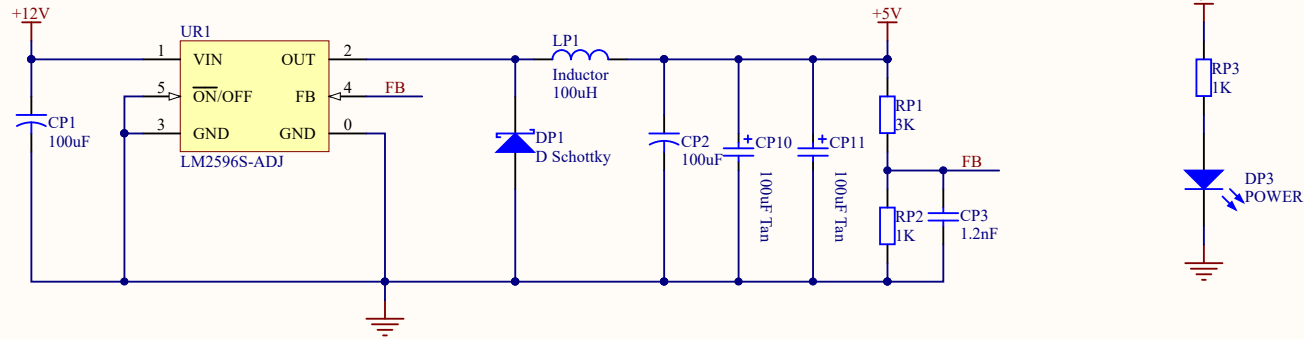 +12V
+5V
UR1
LP1
1
VIN
OUT
2
Inductor
100uH
RP3
1K
5
ON/OFF
FB
4
FB
RP1
3K
CP1
100uF
3
GND
GND
0
DP1
D Schottky
CP2
100uF
+
CP10
100uF Tan
+
CP11
100uF Tan
LM2596S-ADJ
FB
DP3
POWER
RP2
1K
CP3
1.2nF